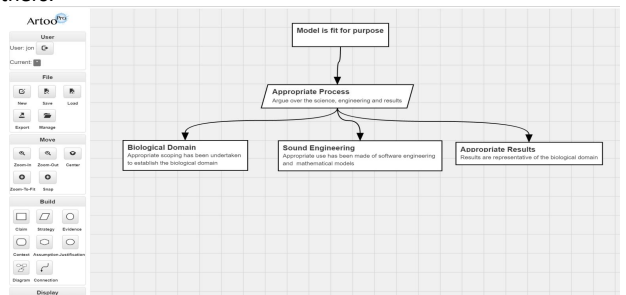 Artoo Pro
User
User: jon
Current:
File
New Save Load
Export Manage
Move
Zoom-In Zoom-Out Center
Zoom-To-Fit Snap
Build
Claim Strategy Evidence
Context Assumption Justification
Diagram Connection
Display
Model is fit for purpose
Appropriate Process
Argue over the science, engineering and results
Biological Domain
Appropriate scoping has been undertaken
to establish the biological domain
Sound Engineering
Appropriate use has been made of software engineering
and mathematical models
Appropriate Results
Results are representative of the biological domain